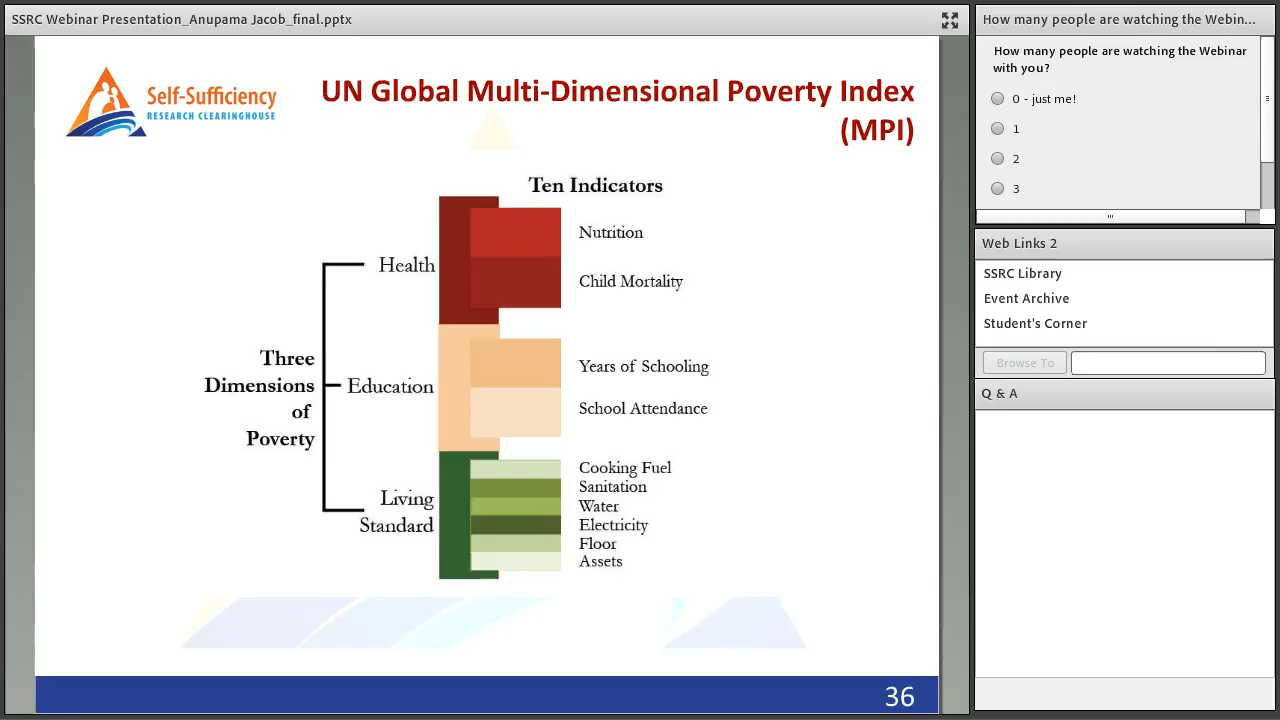 SSRC Webinar Presentation_Anupama Jacob_final.pptx
Self-Sufficiency
RESEARCH CLEARINGHOUSE
UN Global Multi-Dimensional Poverty Index
(MPI)
Ten Indicators
Three
Dimensions
of
Poverty
Health
Nutrition
Child Mortality
Education
Years of Schooling
School Attendance
Living
Standard
Cooking Fuel
Sanitation
Water
Electricity
Floor
Assets
36
How many people are watching the Webin...
How many people are watching the Webinar
with you?
0 - just me!
1
2
3
Web Links 2
SSRC Library
Event Archive
Student's Corner
Browse To
Q & A